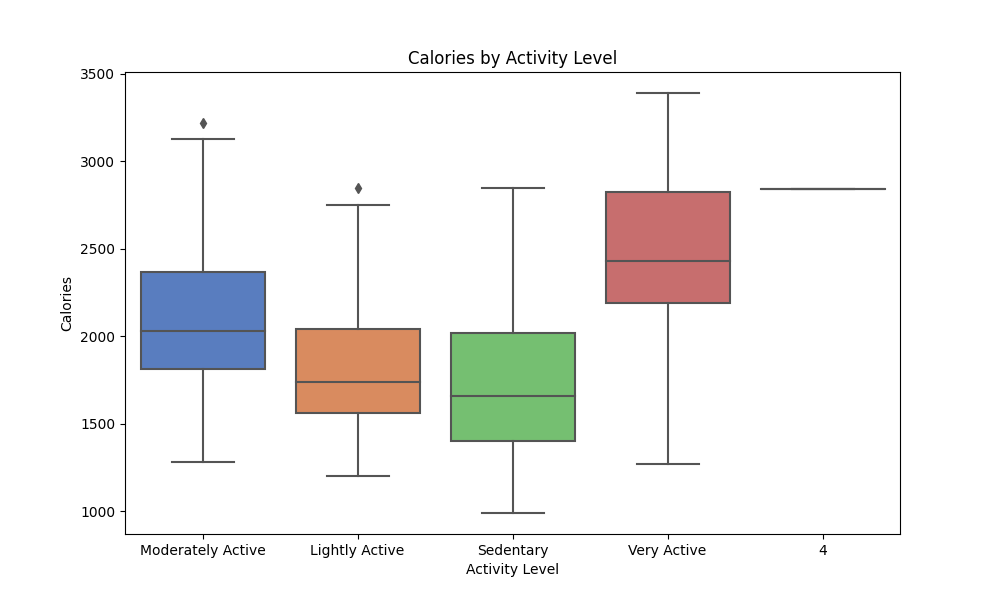 Calories by Activity Level
3500
3000
2500
2000
1500
1000
Calories
Moderately Active
Lightly Active
Sedentary
Very Active
4
Activity Level